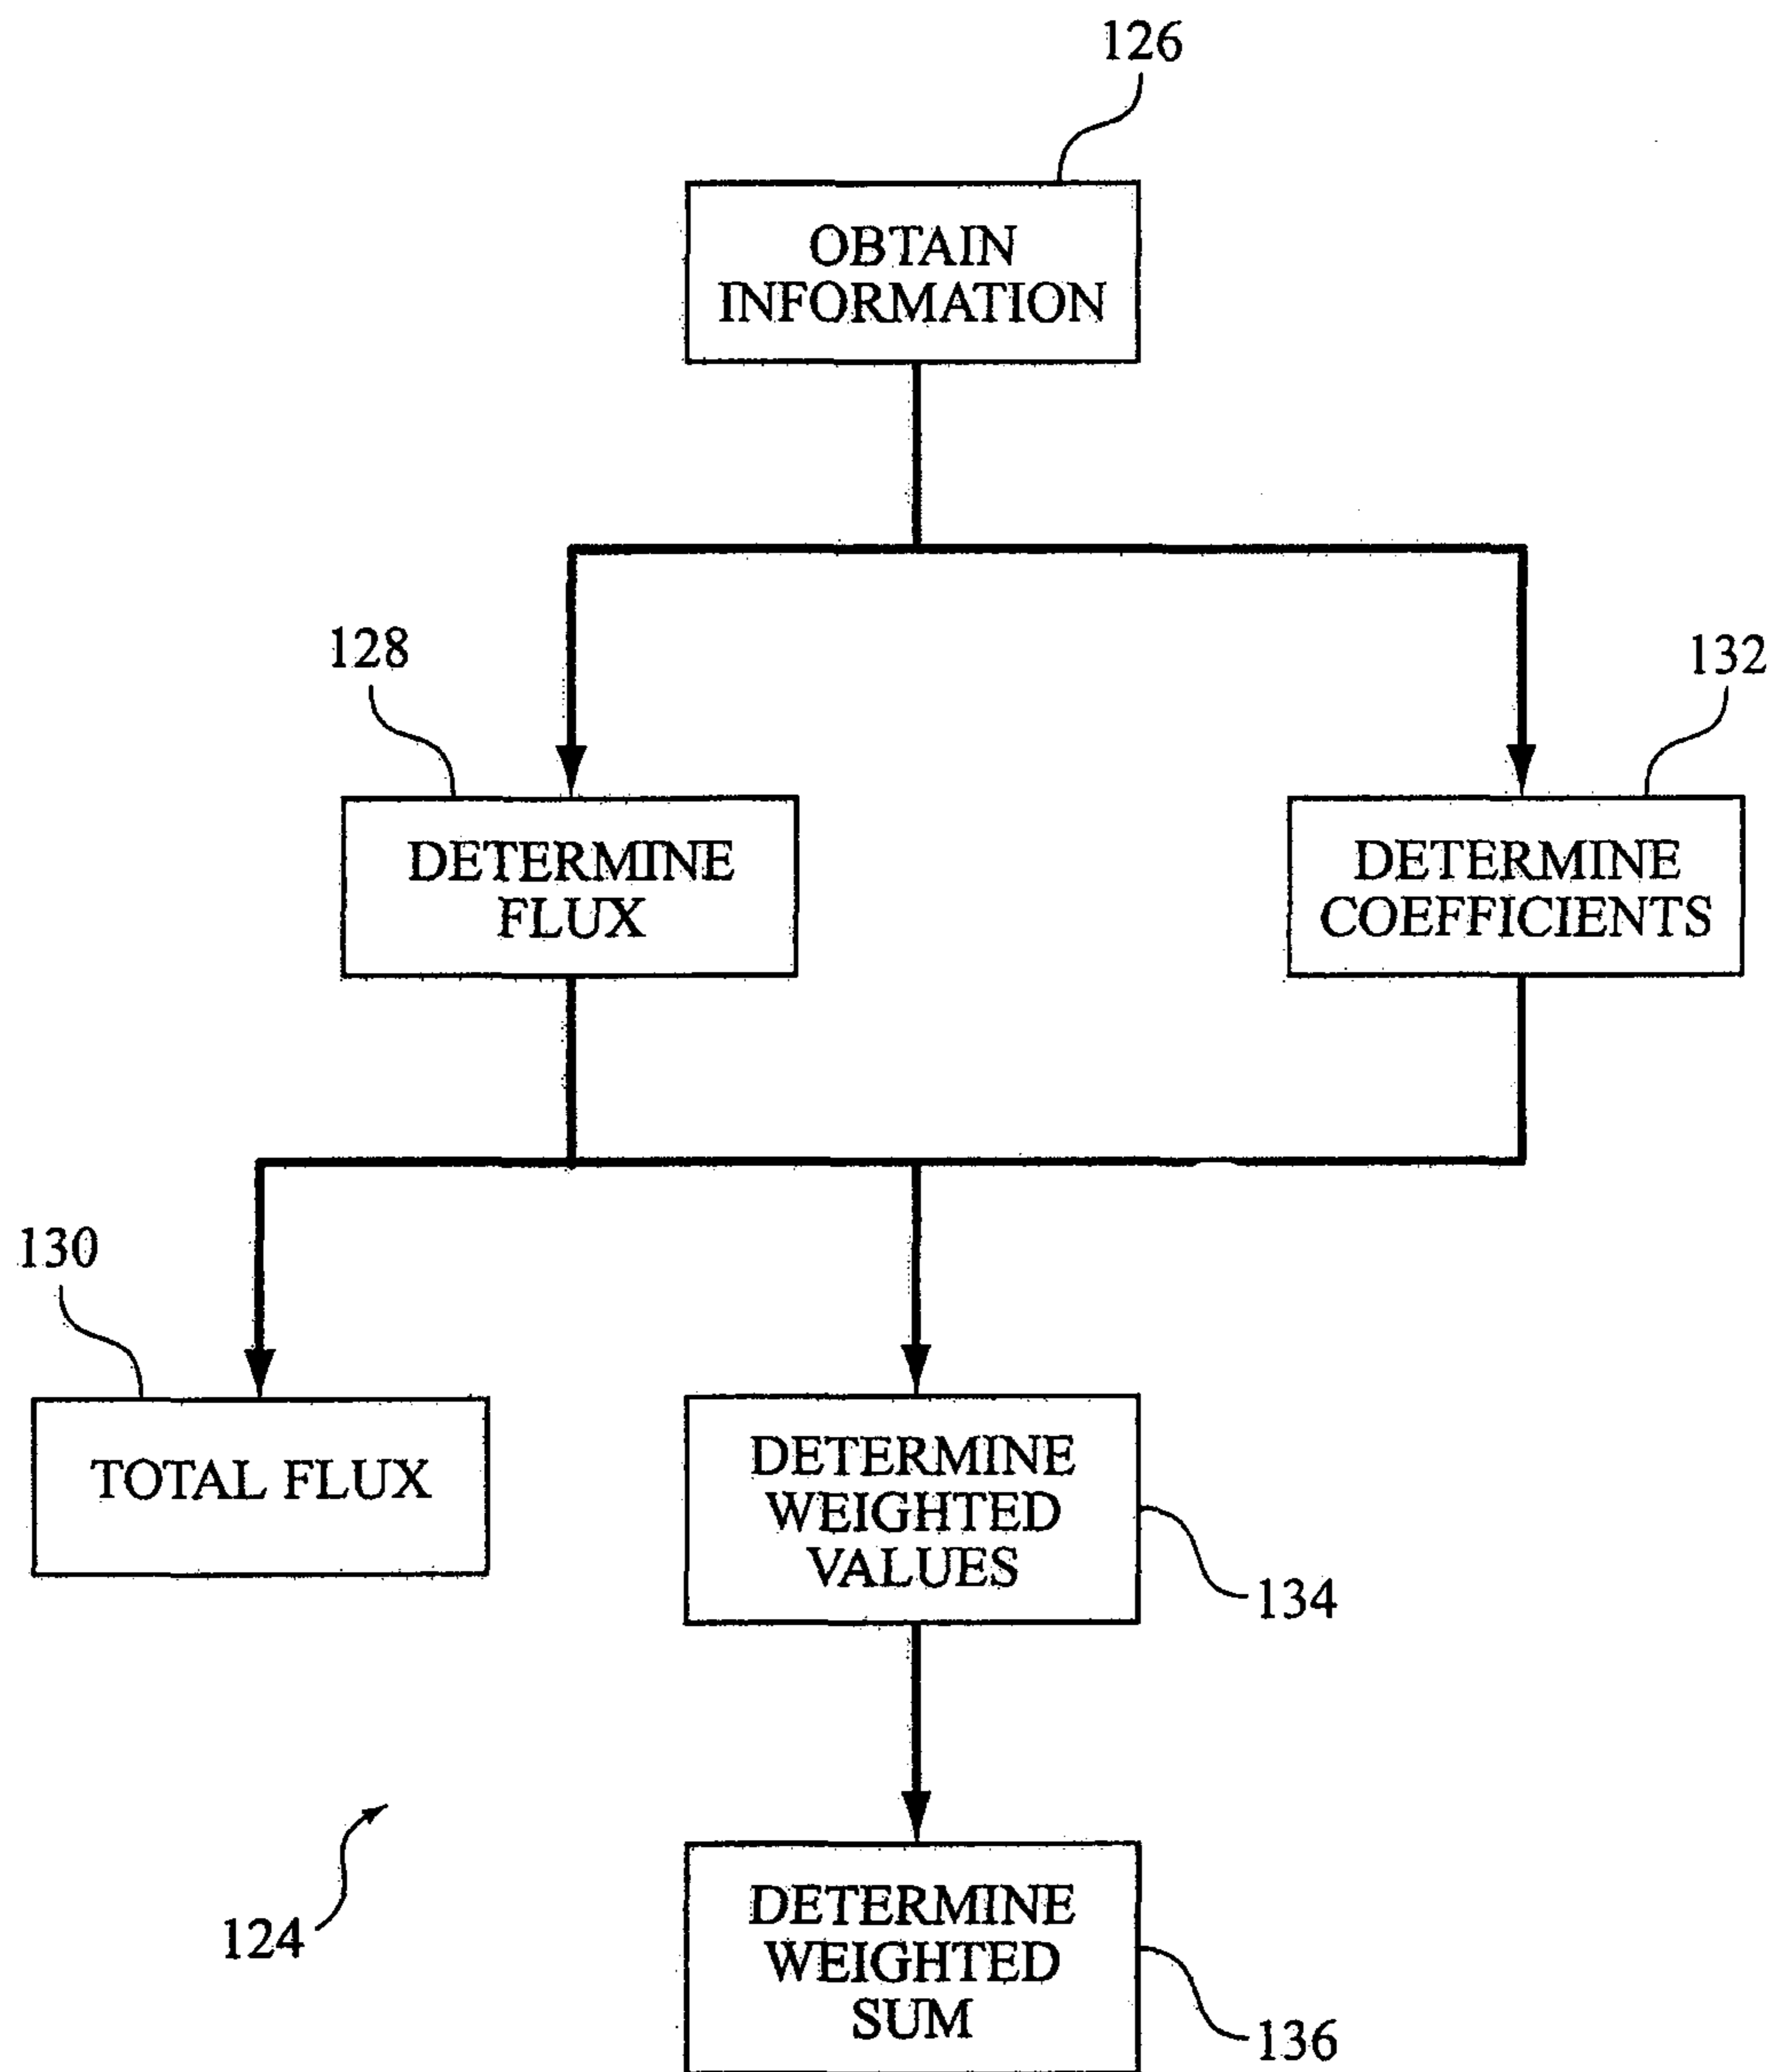 126
OBTAIN
INFORMATION
128
132
DETERMINE
FLUX
DETERMINE
COEFFICIENTS
130
TOTAL FLUX
DETERMINE
WEIGHTED
VALUES
134
124
DETERMINE
WEIGHTED
SUM
136